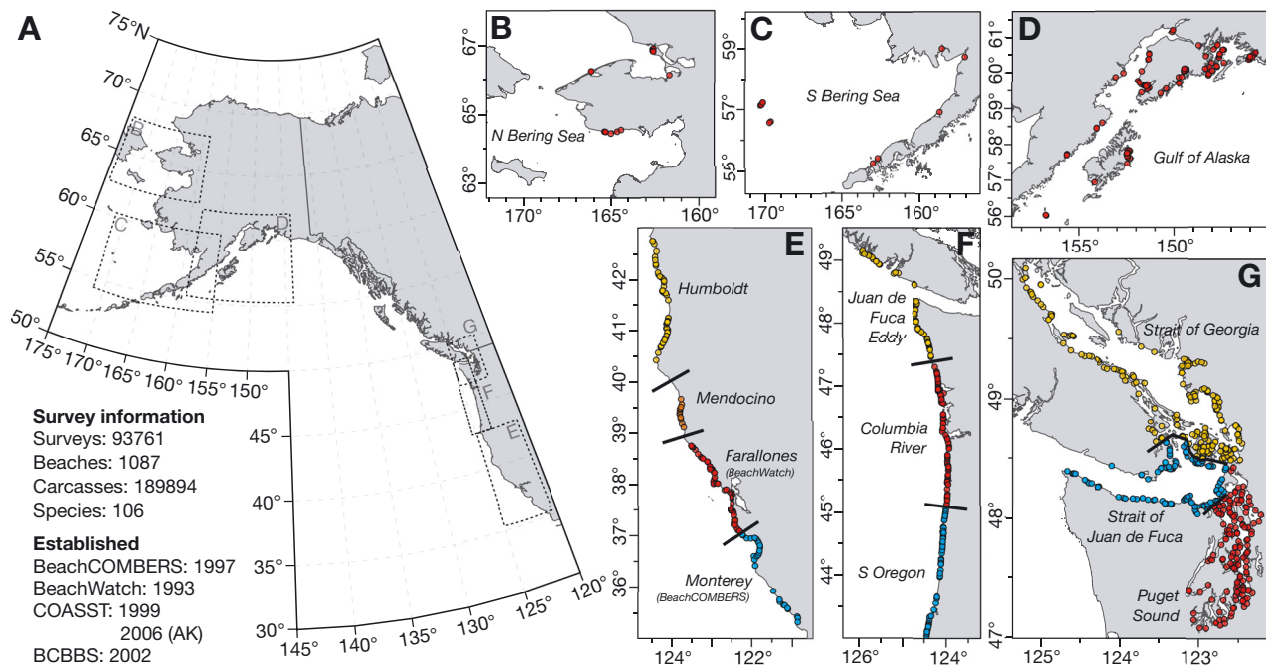 A
75°N
70°
65°
60°
55°
50°
175°
170°
165°
160°
155°
150°
45°
40°
35°
30°
145°
140°
135°
130°
125°
120°
B
C
D
G
F
E
Survey information
Surveys: 93761
Beaches: 1087
Carcasses: 189894
Species: 106
Established
BeachCOMBERS: 1997
BeachWatch: 1993
COASST: 1999
2006 (AK)
BCBBS: 2002
B
67°
65°
63°
N Bering Sea
170°
165°
160°
C
59°
57°
55°
S Bering Sea
170°
165°
160°
D
61°
60°
59°
58°
57°
56°
Gulf of Alaska
155°
150°
E
42°
41°
40°
39°
38°
37°
36°
Humboldt
Mendocino
Farallones
(BeachWatch)
Monterey
(BeachCOMBERS)
124°
122°
F
49°
48°
47°
46°
45°
44°
Juan de
Fuca
Eddy
Columbia
River
S Oregon
126°
124°
G
50°
49°
48°
47°
Strait of Georgia
Strait of
Juan de Fuca
Puget
Sound
125°
124°
123°